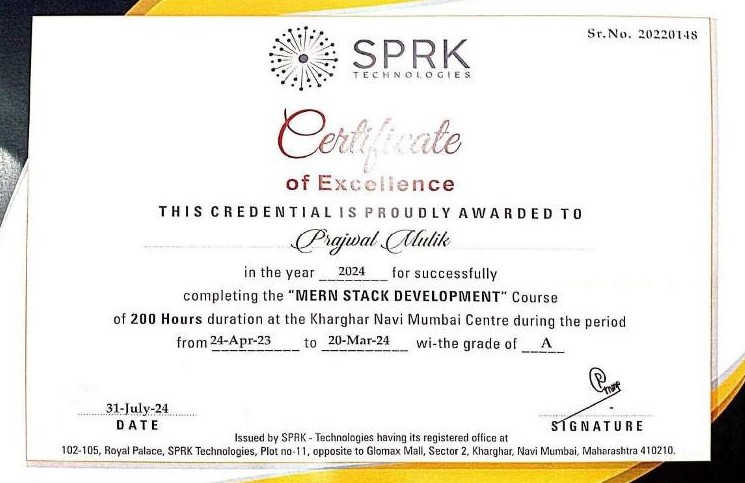 Sr.No. 20220148
SPRK
TECHNOLOGIES
Certificate
of Excellence
THIS CREDENTIAL IS PROUDLY AWARDED TO
Prajwal Mulik
in the year 2024 for successfully
completing the "MERN STACK DEVELOPMENT" Course
of 200 Hours duration at the Kharghar Navi Mumbai Centre during the period
from 24-Apr-23 to 20-Mar-24 wi-the grade of A
31-July-24
DATE
SIGNATURE
Issued by SPRK - Technologies having its registered office at
102-105, Royal Palace, SPRK Technologies, Plot no-11, opposite to Glomax Mall, Sector 2, Kharghar, Navi Mumbai, Maharashtra 410210.